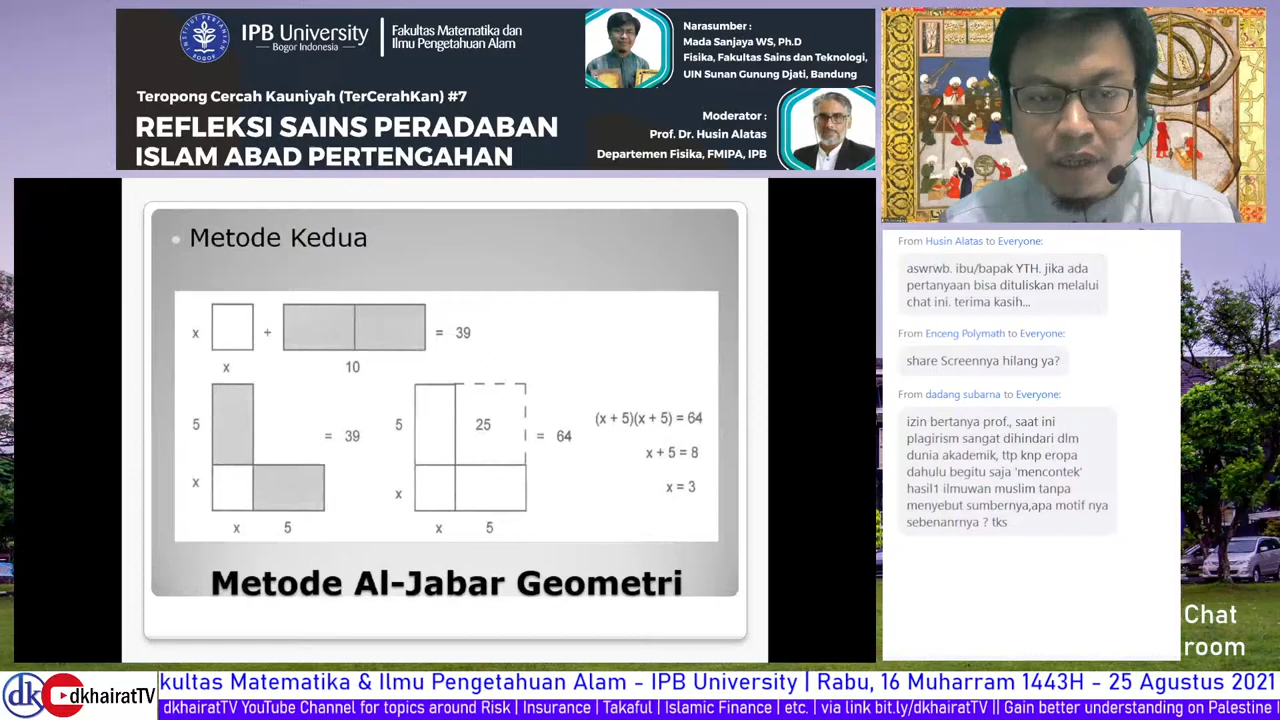 IPB University
Bogor Indonesia
Fakultas Matematika dan
Ilmu Pengetahuan Alam
Teropong Cercah Kauniyah (TerCerahKan) #7
REFLEKSI SAINS PERADABAN
ISLAM ABAD PERTENGAHAN
Narasumber :
Mada Sanjaya WS, Ph.D
Fisika, Fakultas Sains dan Teknologi,
UIN Sunan Gunung Djati, Bandung
Moderator :
Prof. Dr. Husin Alatas
Departemen Fisika, FMIPA, IPB
Metode Kedua
x + = 39
x 10
5 = 39
x
x 5
5 25 = 64
x
x 5
(x + 5)(x + 5) = 64
x + 5 = 8
x = 3
Metode Al-Jabar Geometri
From Husin Alatas to Everyone:
aswrwb. ibu/bapak YTH. jika ada
pertanyaan bisa dituliskan melalui
chat ini. terima kasih...
From Enceng Polymath to Everyone:
share Screennya hilang ya?
From dadang subarna to Everyone:
izin bertanya prof., saat ini
plagirism sangat dihindari dlm
dunia akademik, ttp knp eropa
dahulu begitu saja 'mencontek'
hasil1 ilmuwan muslim tanpa
menyebut sumbernya,apa motif nya
sebenanrnya ? tks
Chat
room
dk dkhairatTV
kultas Matematika & Ilmu Pengetahuan Alam - IPB University | Rabu, 16 Muharram 1443H - 25 Agustus 2021
dkhairatTV YouTube Channel for topics around Risk | Insurance | Takaful | Islamic Finance | etc. | via link bit.ly/dkhairatTV || Gain better understanding on Palestine